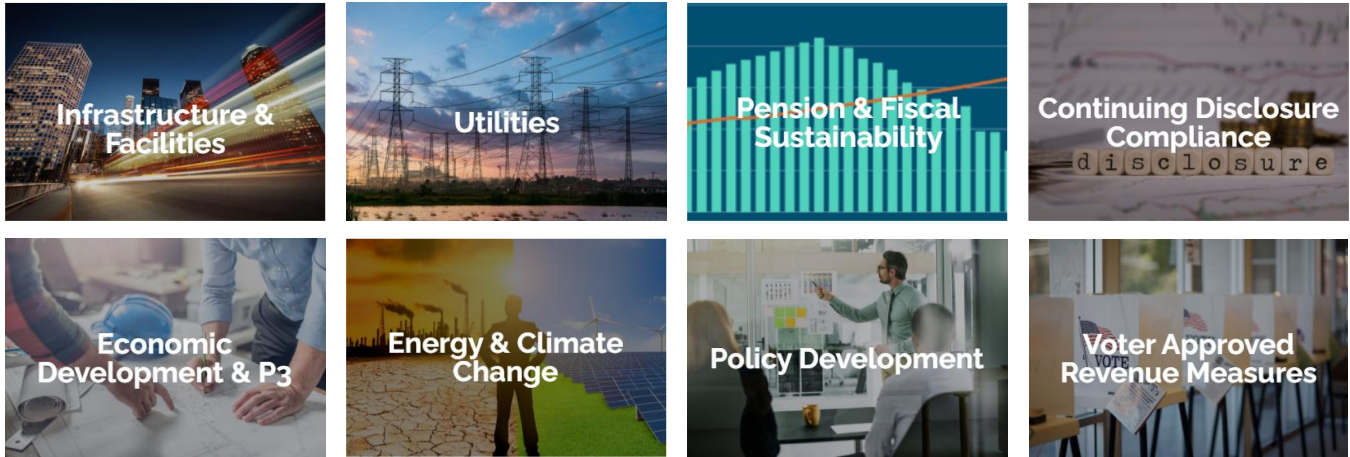 Infrastructure &
Facilities
Utilities
Pension & Fiscal
Sustainability
Continuing Disclosure
Compliance
disclosure
Economic
Development & P3
Energy & Climate
Change
Policy Development
Voter Approved
Revenue Measures
VOTE